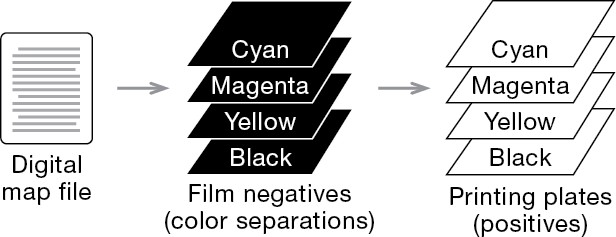 Digital
map file
Cyan
Magenta
Yellow
Black
Film negatives
(color separations)
Cyan
Magenta
Yellow
Black
Printing plates
(positives)